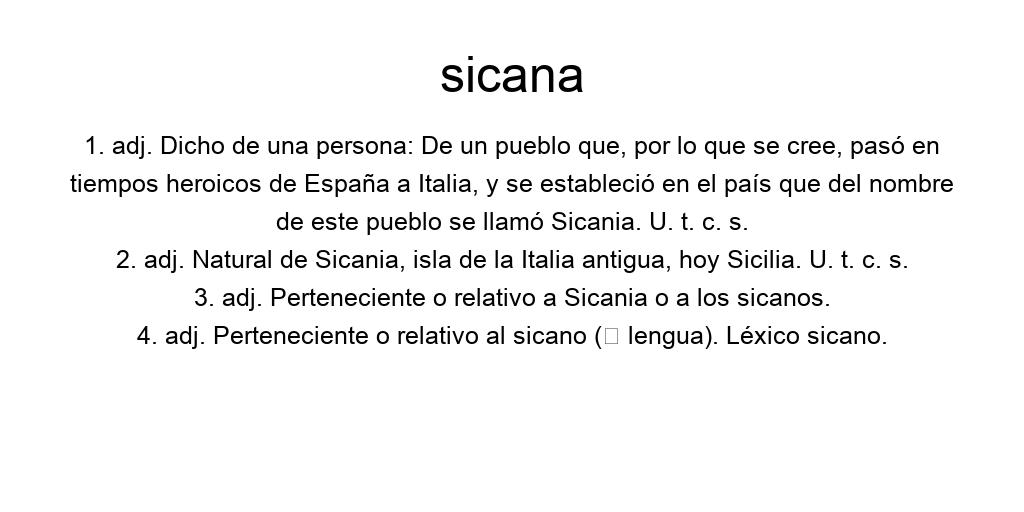 sicana
1. adj. Dicho de una persona: De un pueblo que, por lo que se cree, pasó en
tiempos heroicos de España a Italia, y se estableció en el país que del nombre
de este pueblo se llamó Sicania. U. t. c. s.
2. adj. Natural de Sicania, isla de la Italia antigua, hoy Sicilia. U. t. c. s.
3. adj. Perteneciente o relativo a Sicania o a los sicanos.
4. adj. Perteneciente o relativo al sicano (□ lengua). Léxico sicano.